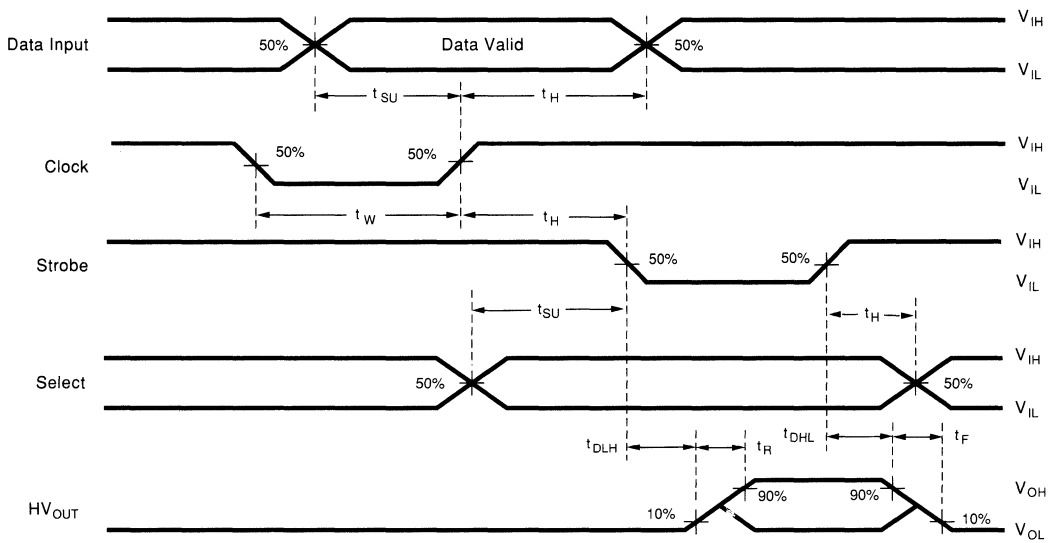 V_IH
Data Input 50% Data Valid 50%
V_IL
t_SU t_H
50% 50% V_IH
Clock
V_IL
t_W t_H
V_IH
Strobe 50% 50%
V_IL
t_SU t_H
V_IH
Select 50% 50%
V_IL
t_DLH t_R t_DHL t_F
90% 90% V_OH
HV_OUT
10% 10%
V_OL